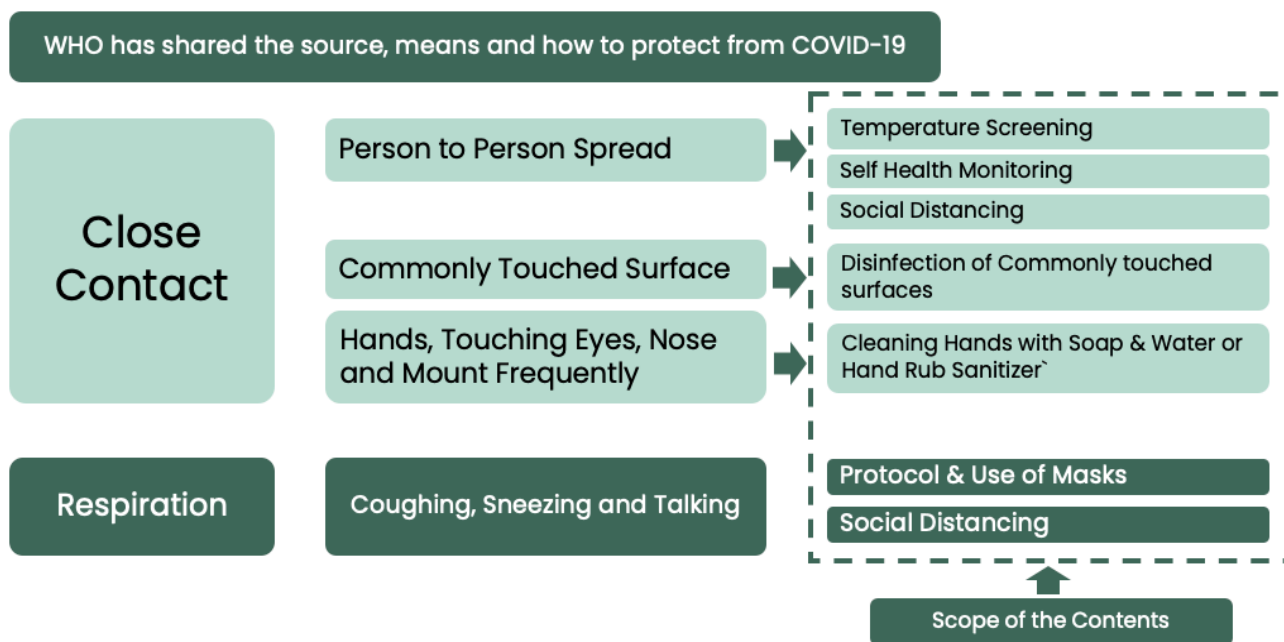 WHO has shared the source, means and how to protect from COVID-19
Close
Contact
Person to Person Spread
Temperature Screening
Self Health Monitoring
Social Distancing
Commonly Touched Surface
Disinfection of Commonly touched
surfaces
Hands, Touching Eyes, Nose
and Mount Frequently
Cleaning Hands with Soap & Water or
Hand Rub Sanitizer`
Respiration
Coughing, Sneezing and Talking
Protocol & Use of Masks
Social Distancing
Scope of the Contents